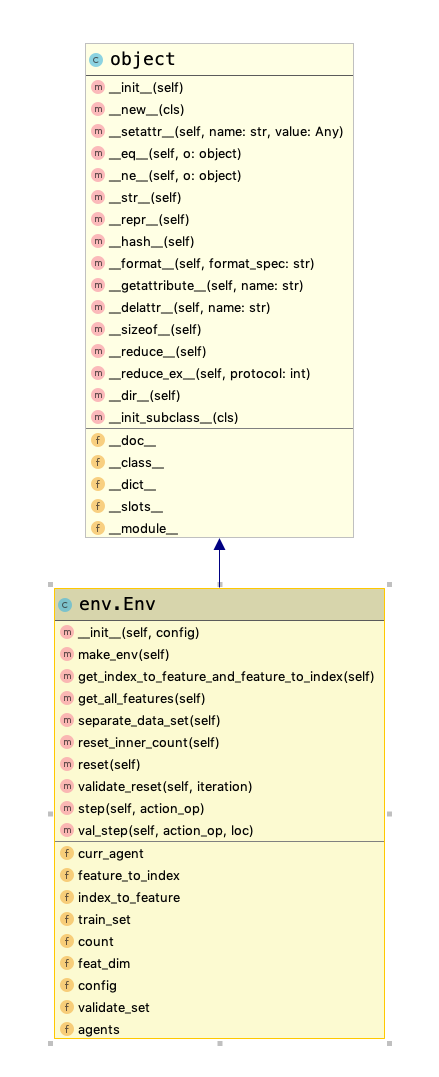 c object
m __init__(self)
m __new__(cls)
m __setattr__(self, name: str, value: Any)
m __eq__(self, o: object)
m __ne__(self, o: object)
m __str__(self)
m __repr__(self)
m __hash__(self)
m __format__(self, format_spec: str)
m __getattribute__(self, name: str)
m __delattr__(self, name: str)
m __sizeof__(self)
m __reduce__(self)
m __reduce_ex__(self, protocol: int)
m __dir__(self)
m __init_subclass__(cls)
f __doc__
f __class__
f __dict__
f __slots__
f __module__
c env.Env
m __init__(self, config)
m make_env(self)
m get_index_to_feature_and_feature_to_index(self)
m get_all_features(self)
m separate_data_set(self)
m reset_inner_count(self)
m reset(self)
m validate_reset(self, iteration)
m step(self, action_op)
m val_step(self, action_op, loc)
f curr_agent
f feature_to_index
f index_to_feature
f train_set
f count
f feat_dim
f config
f validate_set
f agents